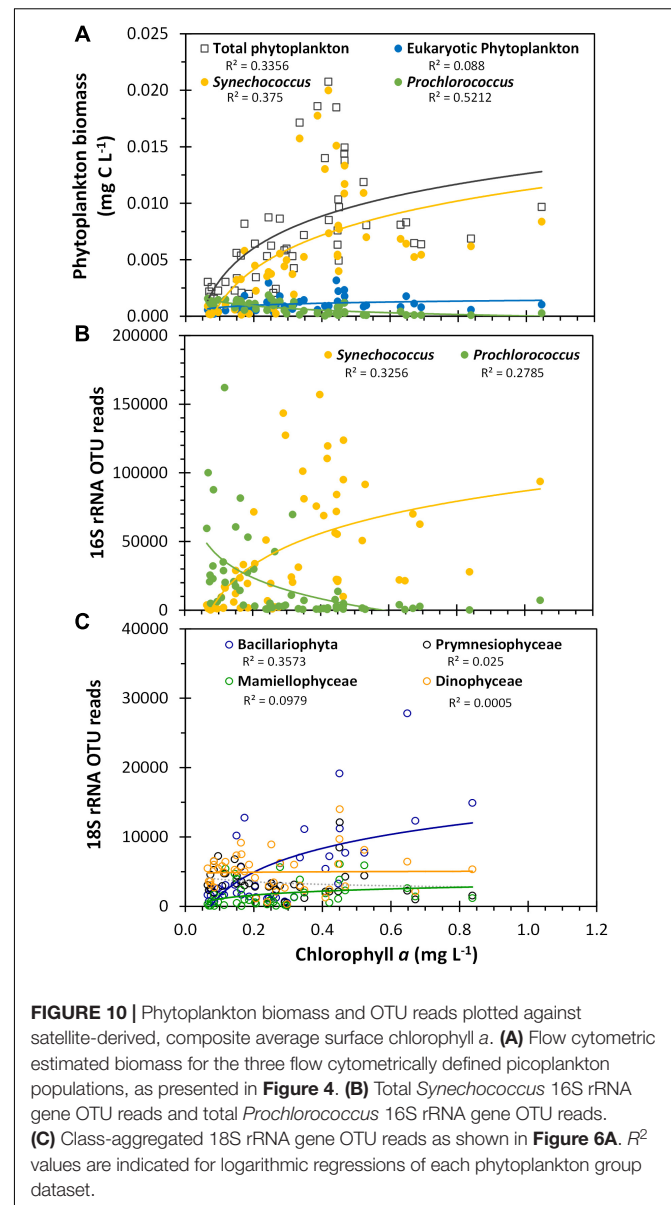 A
Phytoplankton biomass
(mg C L⁻¹)
0.025
0.020
0.015
0.010
0.005
0.000
Total phytoplankton
R² = 0.3356
Eukaryotic Phytoplankton
R² = 0.088
Synechococcus
R² = 0.375
Prochlorococcus
R² = 0.5212
B
16S rRNA OTU reads
200000
150000
100000
50000
0
Synechococcus
R² = 0.3256
Prochlorococcus
R² = 0.2785
C
18S rRNA OTU reads
40000
30000
20000
10000
0
Bacillariophyta
R² = 0.3573
Prymnesiophyceae
R² = 0.025
Mamiellophyceae
R² = 0.0979
Dinophyceae
R² = 0.0005
0.0 0.2 0.4 0.6 0.8 1.0 1.2
Chlorophyll a (mg L⁻¹)
FIGURE 10 | Phytoplankton biomass and OTU reads plotted against
satellite-derived, composite average surface chlorophyll a. (A) Flow cytometric
estimated biomass for the three flow cytometrically defined picoplankton
populations, as presented in Figure 4. (B) Total Synechococcus 16S rRNA
gene OTU reads and total Prochlorococcus 16S rRNA gene OTU reads.
(C) Class-aggregated 18S rRNA gene OTU reads as shown in Figure 6A. R²
values are indicated for logarithmic regressions of each phytoplankton group
dataset.